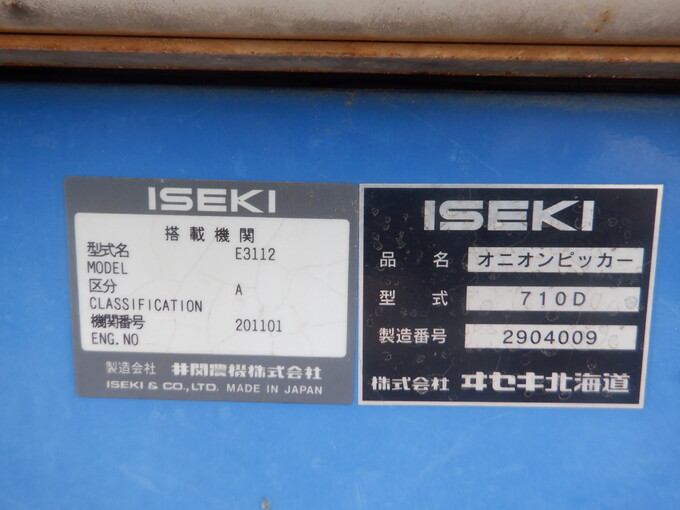 ISEKI
搭載機関
型式名 E3112
MODEL
区分 A
CLASSIFICATION
機関番号 201101
ENG.NO
製造会社 井関農機株式会社
ISEKI & CO., LTD. MADE IN JAPAN
ISEKI
品名 オニオンピッカー
型式 710D
製造番号 2904009
株式会社 ヰセキ北海道